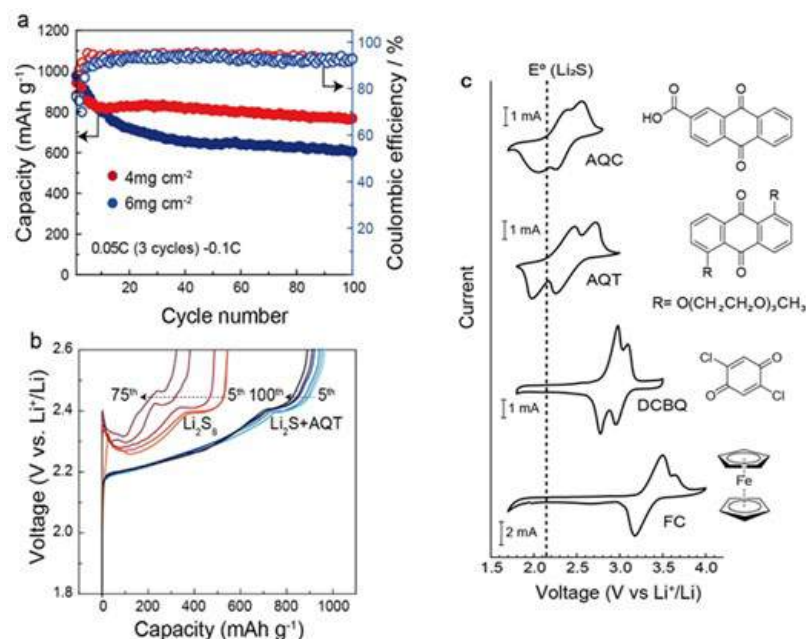 a
1200
1000
800
600
400
200
0
Capacity (mAh g⁻¹)
100
80
60
40
20
Coulombic efficiency / %
4mg cm⁻²
6mg cm⁻²
0.05C (3 cycles) -0.1C
20 40 60 80 100
Cycle number
b
2.6
2.4
2.2
2.0
1.8
Voltage (V vs. Li⁺/Li)
75ᵗʰ 5ᵗʰ 100ᵗʰ 5ᵗʰ
Li₂S₈ Li₂S+AQT
0 200 400 600 800 1000
Capacity (mAh g⁻¹)
c
E⁰ (Li₂S)
Current
1 mA
AQC
HO
O
O
O
1 mA
AQT
R
O
O
R
R= O(CH₂CH₂O)₃CH₃
1 mA
DCBQ
O
Cl
Cl
O
2 mA
FC
Fe
1.5 2.0 2.5 3.0 3.5 4.0
Voltage (V vs Li⁺/Li)